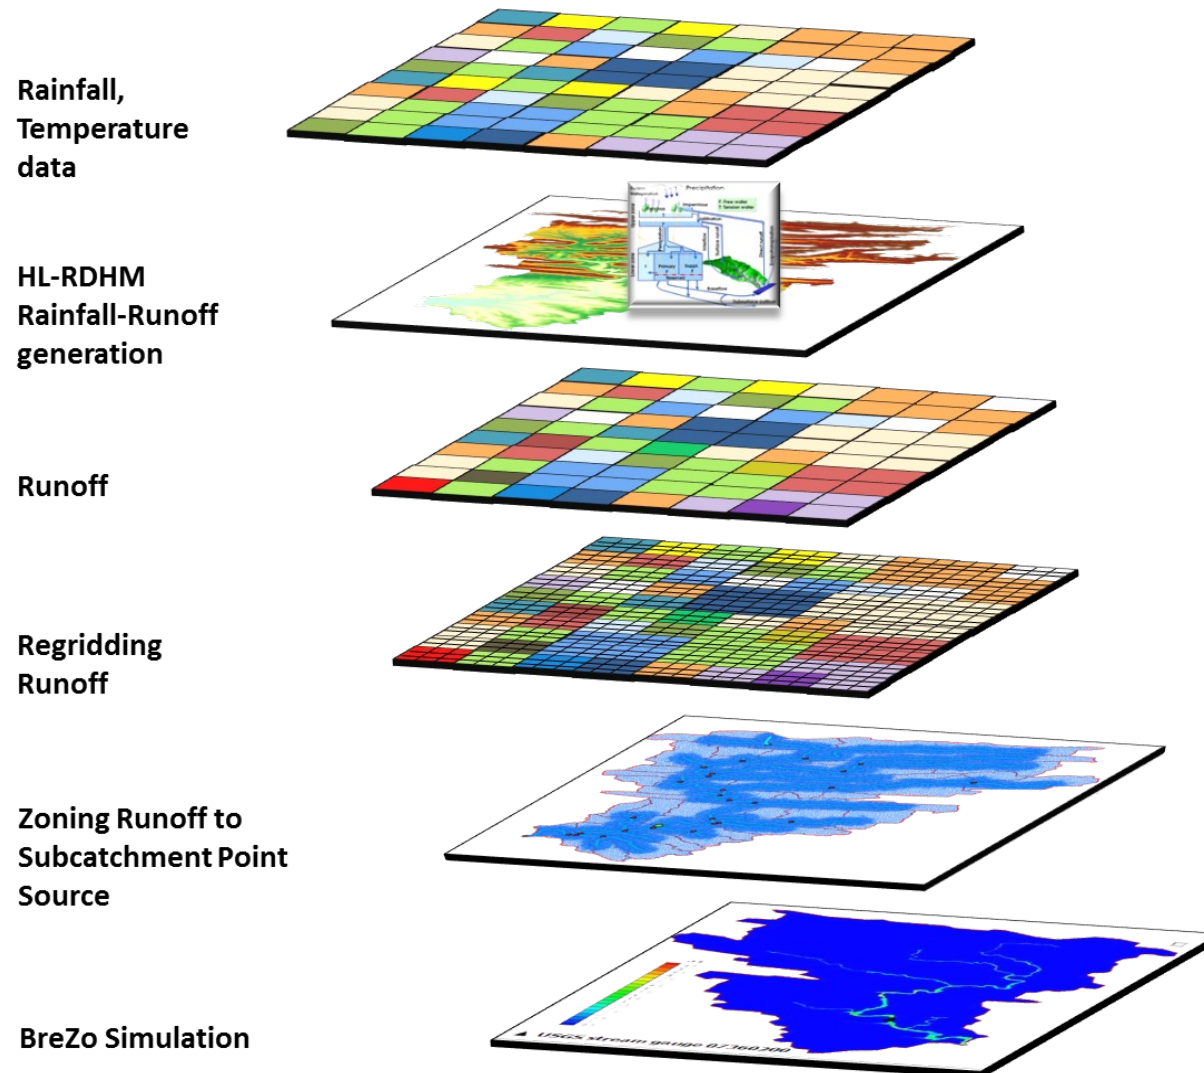 Rainfall,
Temperature
data
Precipitation
HL-RDHM
Rainfall-Runoff
generation
Runoff
Regridding
Runoff
Zoning Runoff to
Subcatchment Point
Source
BreZo Simulation
USGS stream gauge 07360200